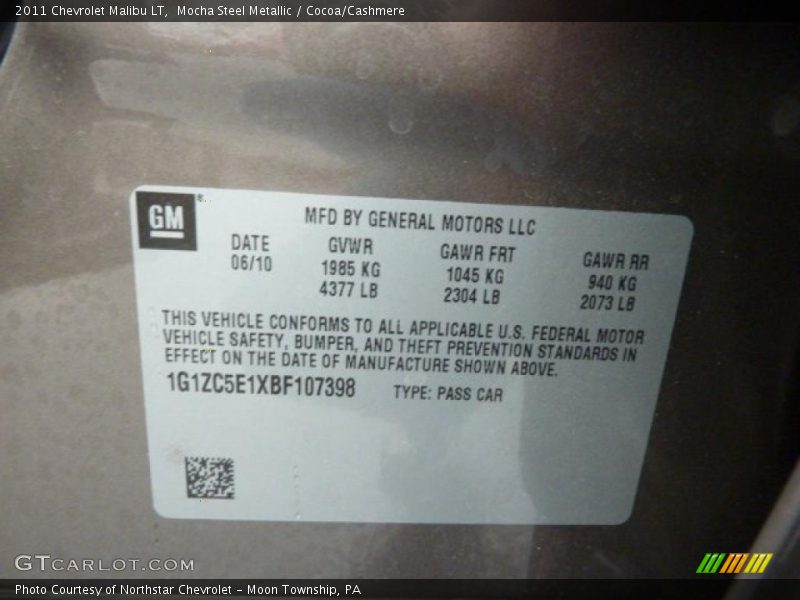 2011 Chevrolet Malibu LT, Mocha Steel Metallic / Cocoa/Cashmere
GM®
MFD BY GENERAL MOTORS LLC
DATE GVWR GAWR FRT GAWR RR
06/10 1985 KG 1045 KG 940 KG
4377 LB 2304 LB 2073 LB
THIS VEHICLE CONFORMS TO ALL APPLICABLE U.S. FEDERAL MOTOR
VEHICLE SAFETY, BUMPER, AND THEFT PREVENTION STANDARDS IN
EFFECT ON THE DATE OF MANUFACTURE SHOWN ABOVE.
1G1ZC5E1XBF107398 TYPE: PASS CAR
GTCARLOT.COM
Photo Courtesy of Northstar Chevrolet - Moon Township, PA